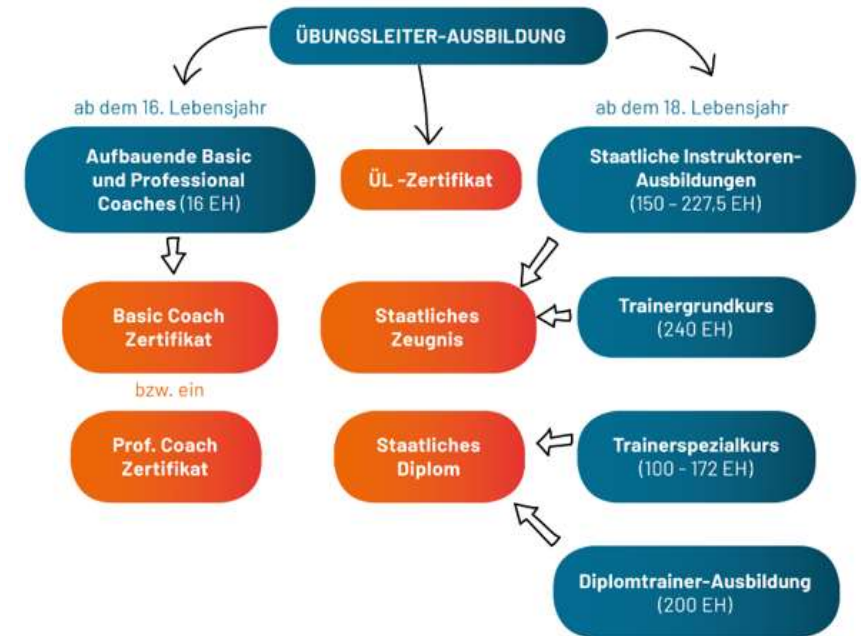 ÜBUNGSLEITER-AUSBILDUNG
ab dem 16. Lebensjahr
Aufbauende Basic
und Professional
Coaches (16 EH)
ÜL -Zertifikat
ab dem 18. Lebensjahr
Staatliche Instruktoren-
Ausbildungen
(150 – 227,5 EH)
Basic Coach
Zertifikat
Staatliches
Zeugnis
Trainergrundkurs
(240 EH)
bzw. ein
Prof. Coach
Zertifikat
Staatliches
Diplom
Trainerspezialkurs
(100 - 172 EH)
Diplomtrainer-Ausbildung
(200 EH)